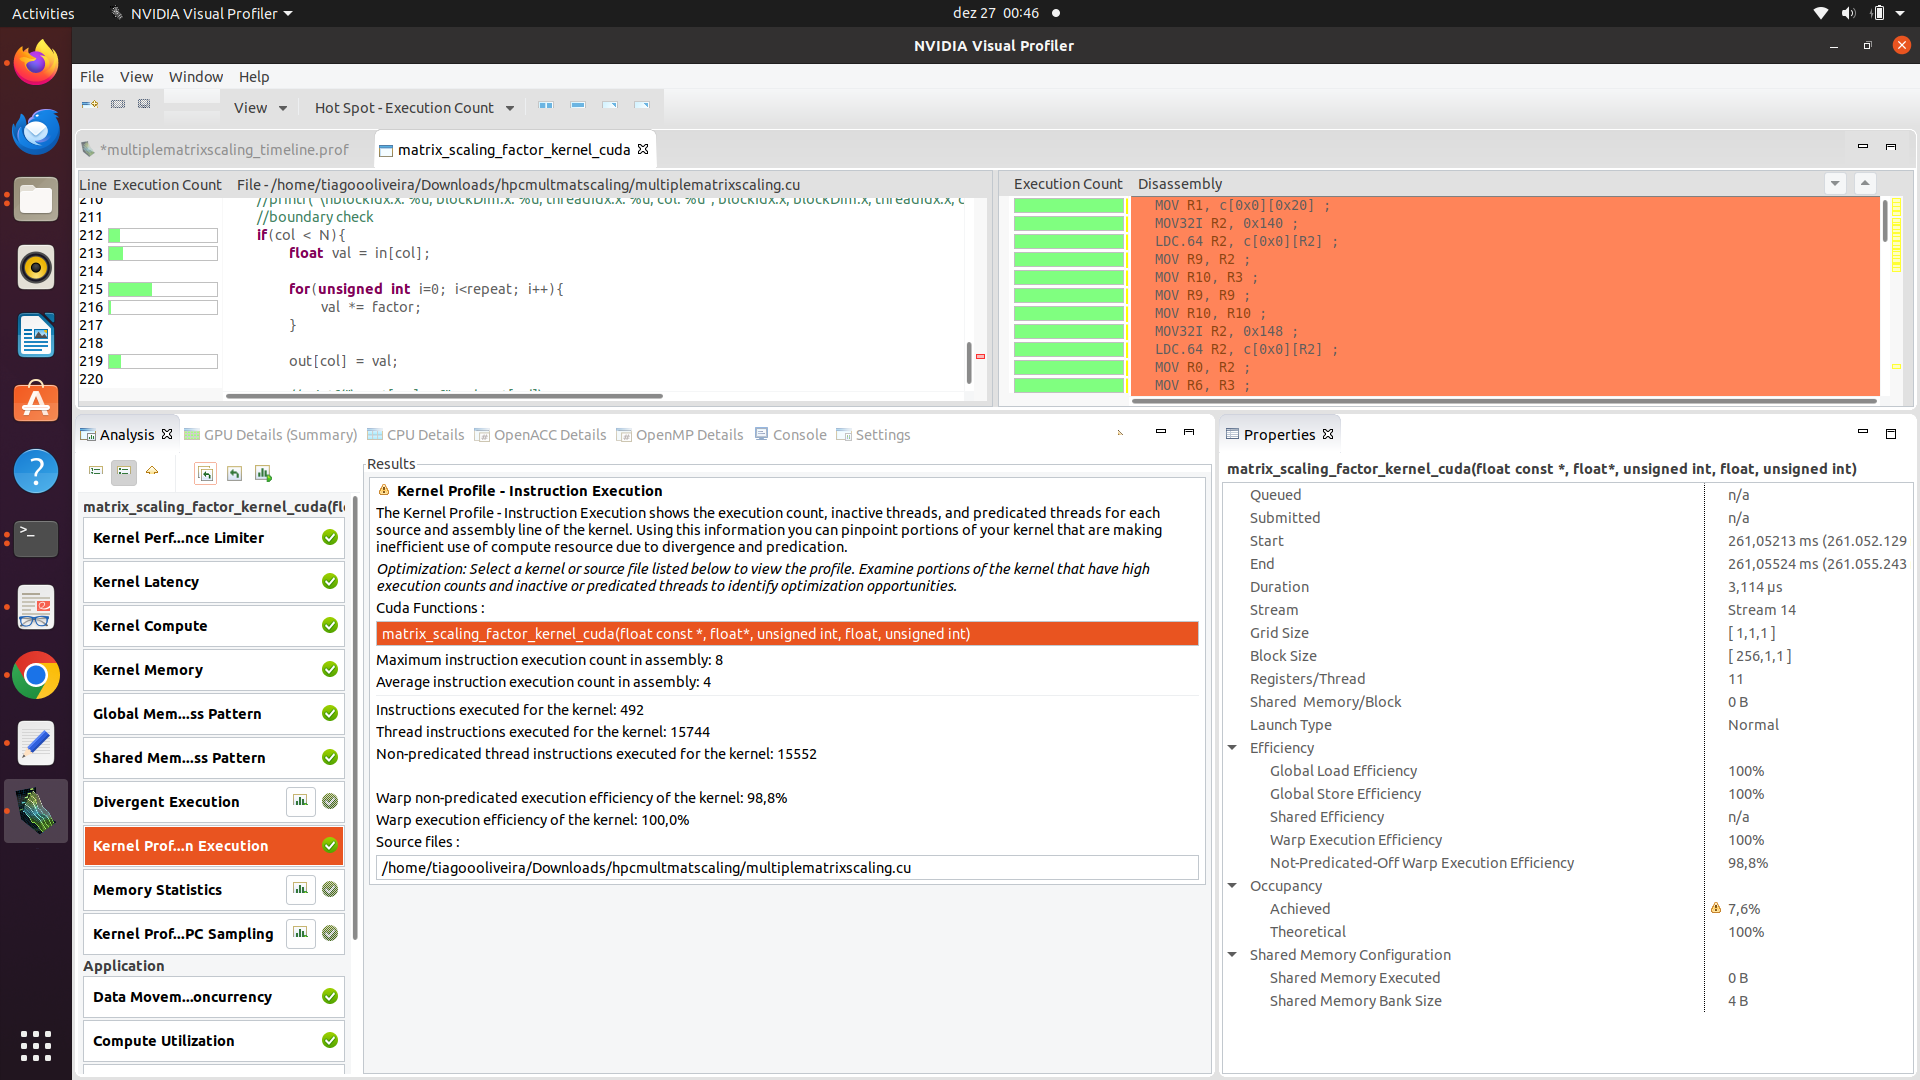 Activities
NVIDIA Visual Profiler
dez 27 00:46
NVIDIA Visual Profiler
File View Window Help
View
Hot Spot - Execution Count
*multiplematrixscaling_timeline.prof
matrix_scaling_factor_kernel_cuda
Line Execution Count File - /home/tiagoooliveira/Downloads/hpcmultmatscaling/multiplematrixscaling.cu
210
211 //boundary check
212 if(col < N){
213 float val = in[col];
214
215 for(unsigned int i=0; i<repeat; i++){
216 val *= factor;
217 }
218
219 out[col] = val;
220
Execution Count Disassembly
MOV R1, c[0x0][0x20] ;
MOV32I R2, 0x140 ;
LDC.64 R2, c[0x0][R2] ;
MOV R9, R2 ;
MOV R10, R3 ;
MOV R9, R9 ;
MOV R10, R10 ;
MOV32I R2, 0x148 ;
LDC.64 R2, c[0x0][R2] ;
MOV R0, R2 ;
MOV R6, R3 ;
Analysis
GPU Details (Summary)
CPU Details
OpenACC Details
OpenMP Details
Console
Settings
matrix_scaling_factor_kernel_cuda(fl
Kernel Perf...nce Limiter
Kernel Latency
Kernel Compute
Kernel Memory
Global Mem...ss Pattern
Shared Mem...ss Pattern
Divergent Execution
Kernel Prof...n Execution
Memory Statistics
Kernel Prof...PC Sampling
Application
Data Movem...oncurrency
Compute Utilization
Results
Kernel Profile - Instruction Execution
The Kernel Profile - Instruction Execution shows the execution count, inactive threads, and predicated threads for each
source and assembly line of the kernel. Using this information you can pinpoint portions of your kernel that are making
inefficient use of compute resource due to divergence and predication.
Optimization: Select a kernel or source file listed below to view the profile. Examine portions of the kernel that have high
execution counts and inactive or predicated threads to identify optimization opportunities.
Cuda Functions :
matrix_scaling_factor_kernel_cuda(float const *, float*, unsigned int, float, unsigned int)
Maximum instruction execution count in assembly: 8
Average instruction execution count in assembly: 4
Instructions executed for the kernel: 492
Thread instructions executed for the kernel: 15744
Non-predicated thread instructions executed for the kernel: 15552
Warp non-predicated execution efficiency of the kernel: 98,8%
Warp execution efficiency of the kernel: 100,0%
Source files :
/home/tiagoooliveira/Downloads/hpcmultmatscaling/multiplematrixscaling.cu
Properties
matrix_scaling_factor_kernel_cuda(float const *, float*, unsigned int, float, unsigned int)
Queued n/a
Submitted n/a
Start 261,05213 ms (261.052.129
End 261,05524 ms (261.055.243
Duration 3,114 µs
Stream Stream 14
Grid Size [ 1,1,1 ]
Block Size [ 256,1,1 ]
Registers/Thread 11
Shared Memory/Block 0 B
Launch Type Normal
Efficiency
Global Load Efficiency 100%
Global Store Efficiency 100%
Shared Efficiency n/a
Warp Execution Efficiency 100%
Not-Predicated-Off Warp Execution Efficiency 98,8%
Occupancy
Achieved 7,6%
Theoretical 100%
Shared Memory Configuration
Shared Memory Executed 0 B
Shared Memory Bank Size 4 B